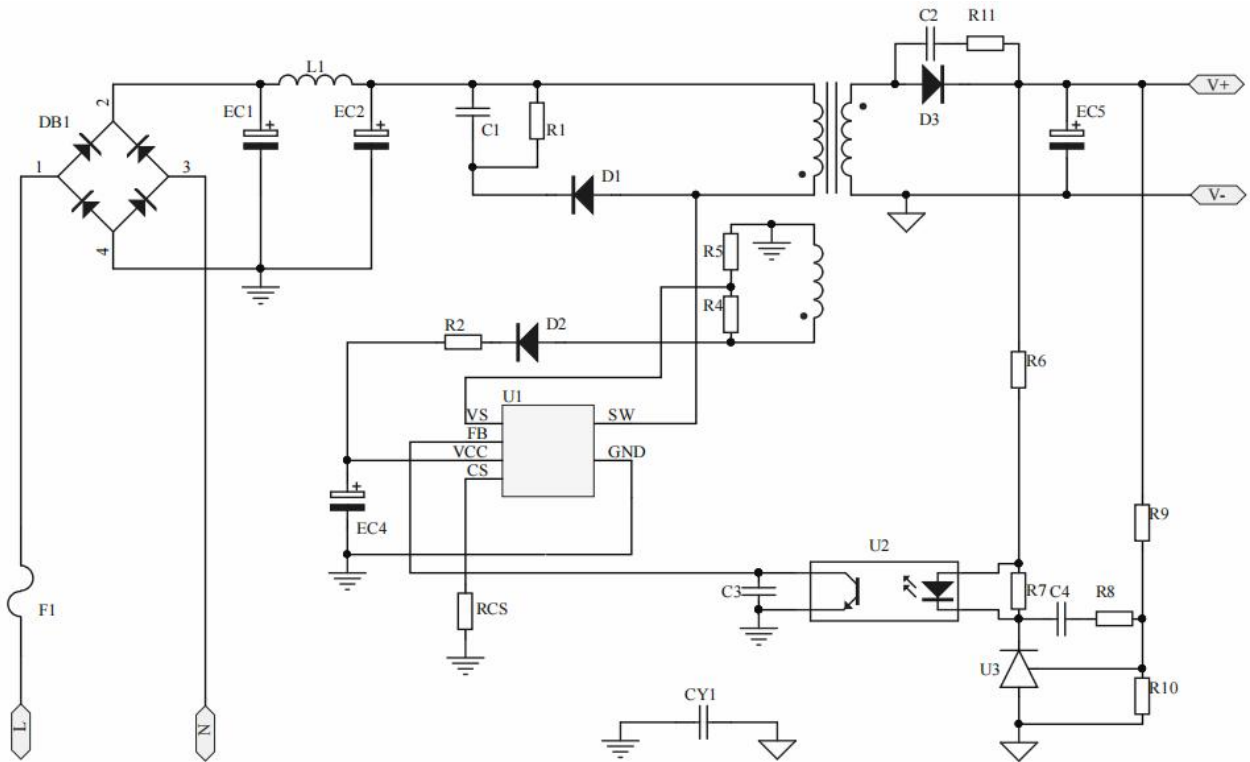 C2
R11
L1
V+
2
EC1
EC2
C1
R1
D3
EC5
DB1
1
3
D1
V-
4
R5
R4
R2
D2
R6
U1
VS
SW
FB
VCC
GND
CS
EC4
R9
U2
F1
RCS
C3
R7
C4
R8
U3
R10
L
N
CY1